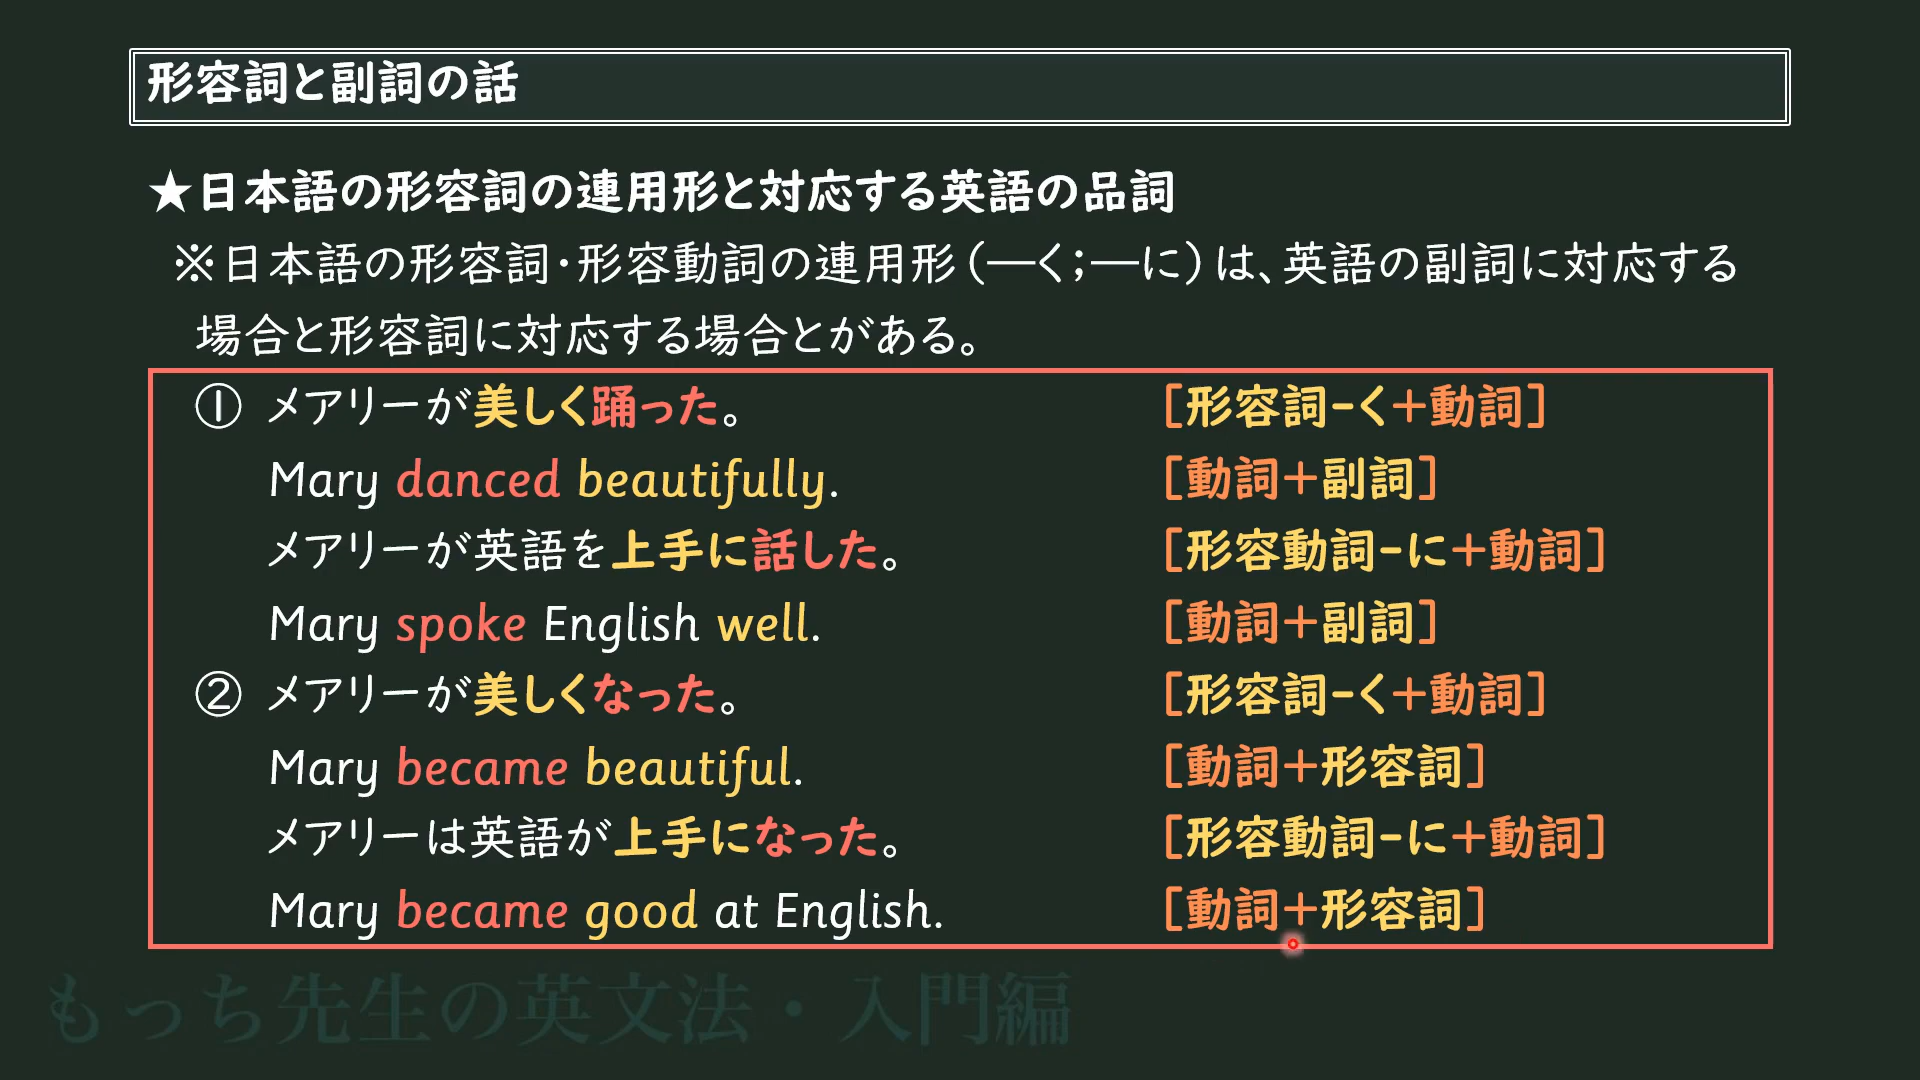 形容詞と副詞の話
★日本語の形容詞の連用形と対応する英語の品詞
※日本語の形容詞・形容動詞の連用形(—く;—に)は、英語の副詞に対応する
場合と形容詞に対応する場合とがある。
① メアリーが美しく踊った。 [形容詞-く+動詞]
Mary danced beautifully. [動詞+副詞]
メアリーが英語を上手に話した。 [形容動詞-に+動詞]
Mary spoke English well. [動詞+副詞]
② メアリーが美しくなった。 [形容詞-く+動詞]
Mary became beautiful. [動詞+形容詞]
メアリーは英語が上手になった。 [形容動詞-に+動詞]
Mary became good at English. [動詞+形容詞]
もっち先生の英文法・入門編